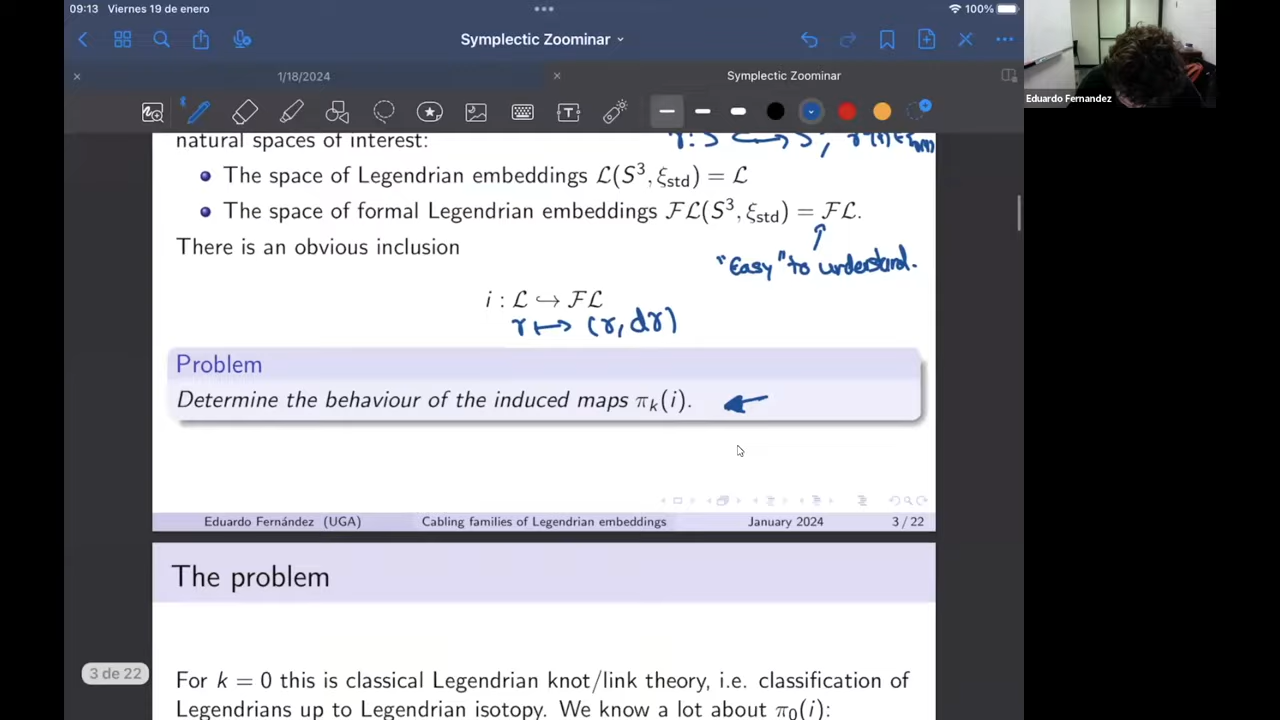 09:13 Viernes 19 de enero
100%
Symplectic Zoominar
1/18/2024
Symplectic Zoominar
Eduardo Fernandez
natural spaces of interest:
The space of Legendrian embeddings ℒ(S³, ξ_std) = ℒ
The space of formal Legendrian embeddings ℱℒ(S³, ξ_std) = ℱℒ.
There is an obvious inclusion
"Easy" to understand.
i : ℒ ↪ ℱℒ
γ ↦ (γ, dγ)
Problem
Determine the behaviour of the induced maps π_k(i).
Eduardo Fernández (UGA) Cabling families of Legendrian embeddings January 2024 3 / 22
The problem
3 de 22
For k = 0 this is classical Legendrian knot/link theory, i.e. classification of
Legendrians up to Legendrian isotopy. We know a lot about π₀(i):